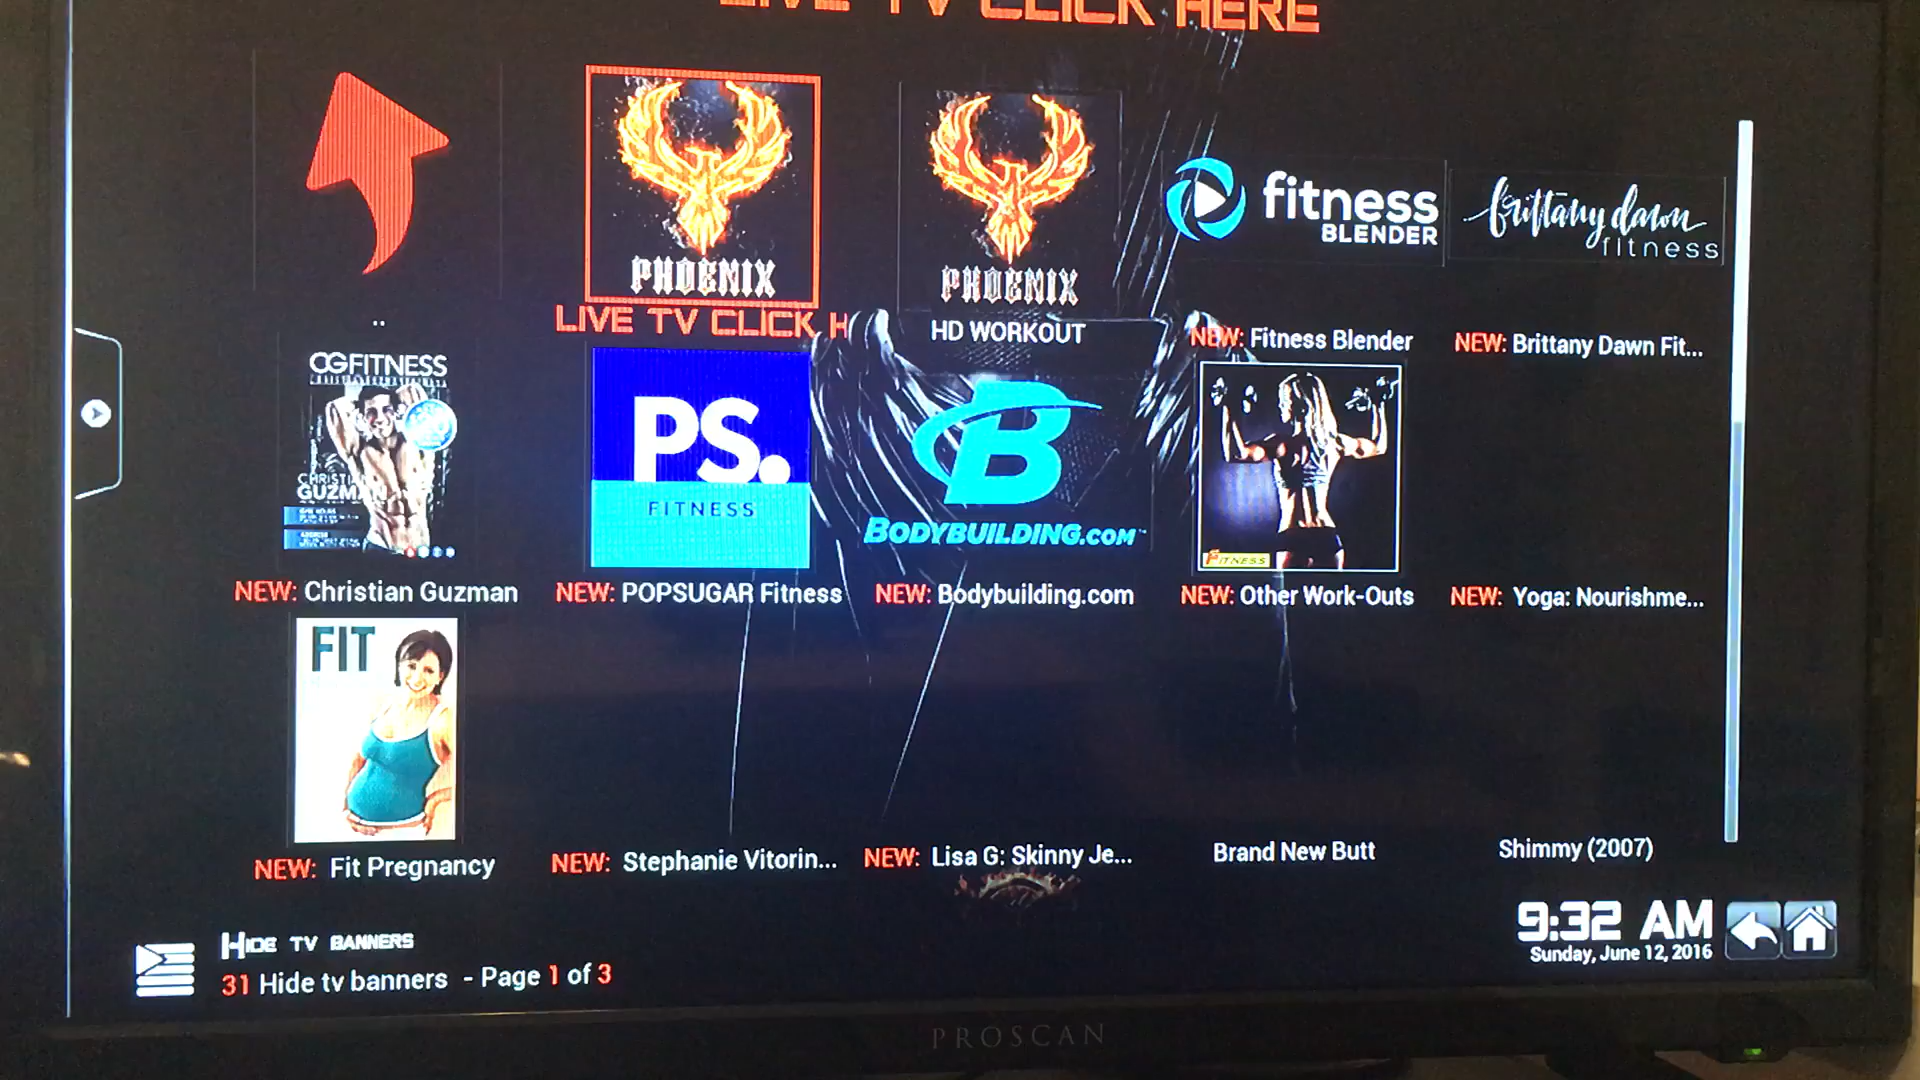 LIVE TV CLICK HERE
PHOENIX
PHOENIX
fitness
BLENDER
brittany dawn
fitness
..
LIVE TV CLICK H
HD WORKOUT
NEW: Fitness Blender
NEW: Brittany Dawn Fit...
CGFITNESS
CHRISTIAN
GUZMAN
PS.
FITNESS
BODYBUILDING.COM
FITNESS
NEW: Christian Guzman
NEW: POPSUGAR Fitness
NEW: Bodybuilding.com
NEW: Other Work-Outs
NEW: Yoga: Nourishme...
FIT
NEW: Fit Pregnancy
NEW: Stephanie Vitorin...
NEW: Lisa G: Skinny Je...
Brand New Butt
Shimmy (2007)
HIDE TV BANNERS
31 Hide tv banners - Page 1 of 3
9:32 AM
Sunday, June 12, 2016
PROSCAN